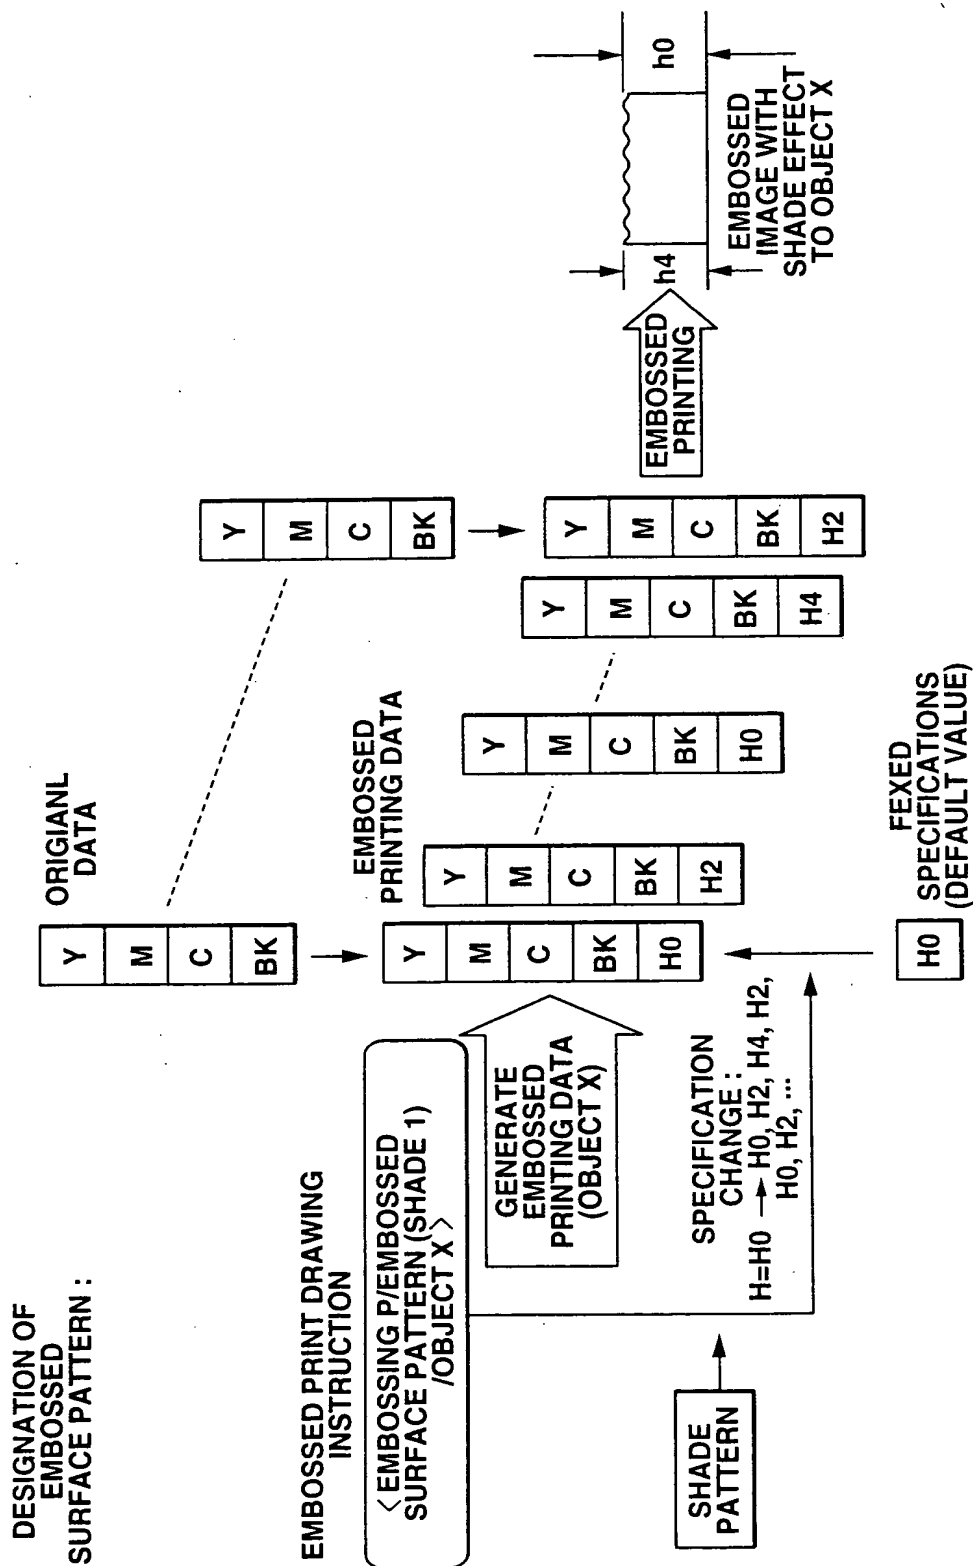 DESIGNATION OF
EMBOSSED
SURFACE PATTERN :
EMBOSSED PRINT DRAWING
INSTRUCTION
< EMBOSSING P/EMBOSSED
SURFACE PATTERN (SHADE 1)
/OBJECT X >
SHADE
PATTERN
GENERATE
EMBOSSED
PRINTING DATA
(OBJECT X)
SPECIFICATION
CHANGE :
H=H0 → H0, H2, H4, H2,
H0, H2, ...
ORIGIANL
DATA
Y
M
C
BK
Y
M
C
BK
EMBOSSED
PRINTING DATA
Y
M
C
BK
H0
Y
M
C
BK
H2
Y
M
C
BK
H0
Y
M
C
BK
H4
Y
M
C
BK
H2
H0
FEXED
SPECIFICATIONS
(DEFAULT VALUE)
EMBOSSED
PRINTING
h4
h0
EMBOSSED
IMAGE WITH
SHADE EFFECT
TO OBJECT X